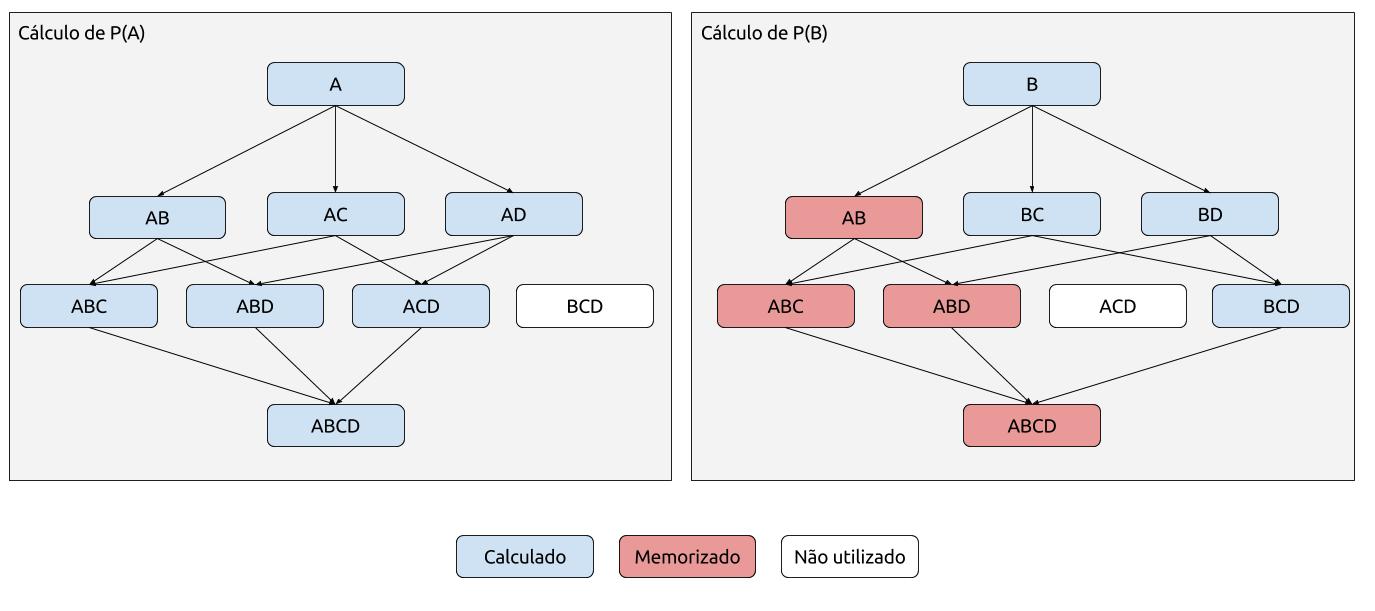 Cálculo de P(A)
A
AB
AC
AD
ABC
ABD
ACD
BCD
ABCD
Cálculo de P(B)
B
AB
BC
BD
ABC
ABD
ACD
BCD
ABCD
Calculado
Memorizado
Não utilizado